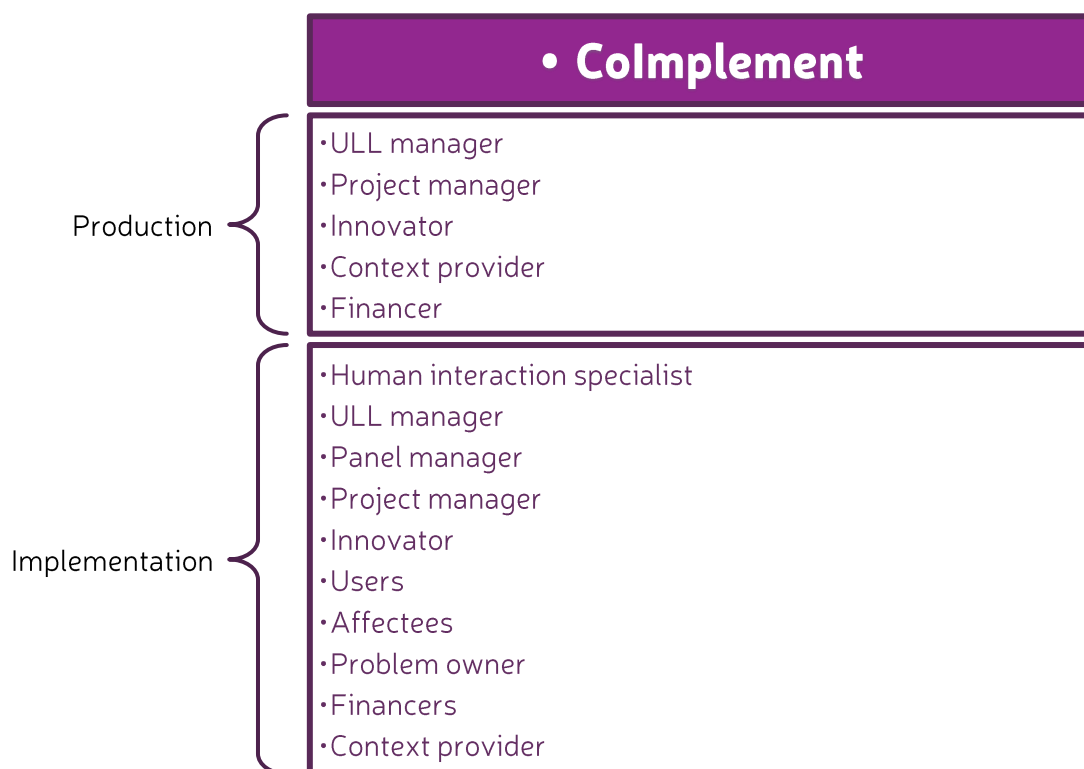 • CoImplement
Production
•ULL manager
•Project manager
•Innovator
•Context provider
•Financer
Implementation
•Human interaction specialist
•ULL manager
•Panel manager
•Project manager
•Innovator
•Users
•Affectees
•Problem owner
•Financers
•Context provider